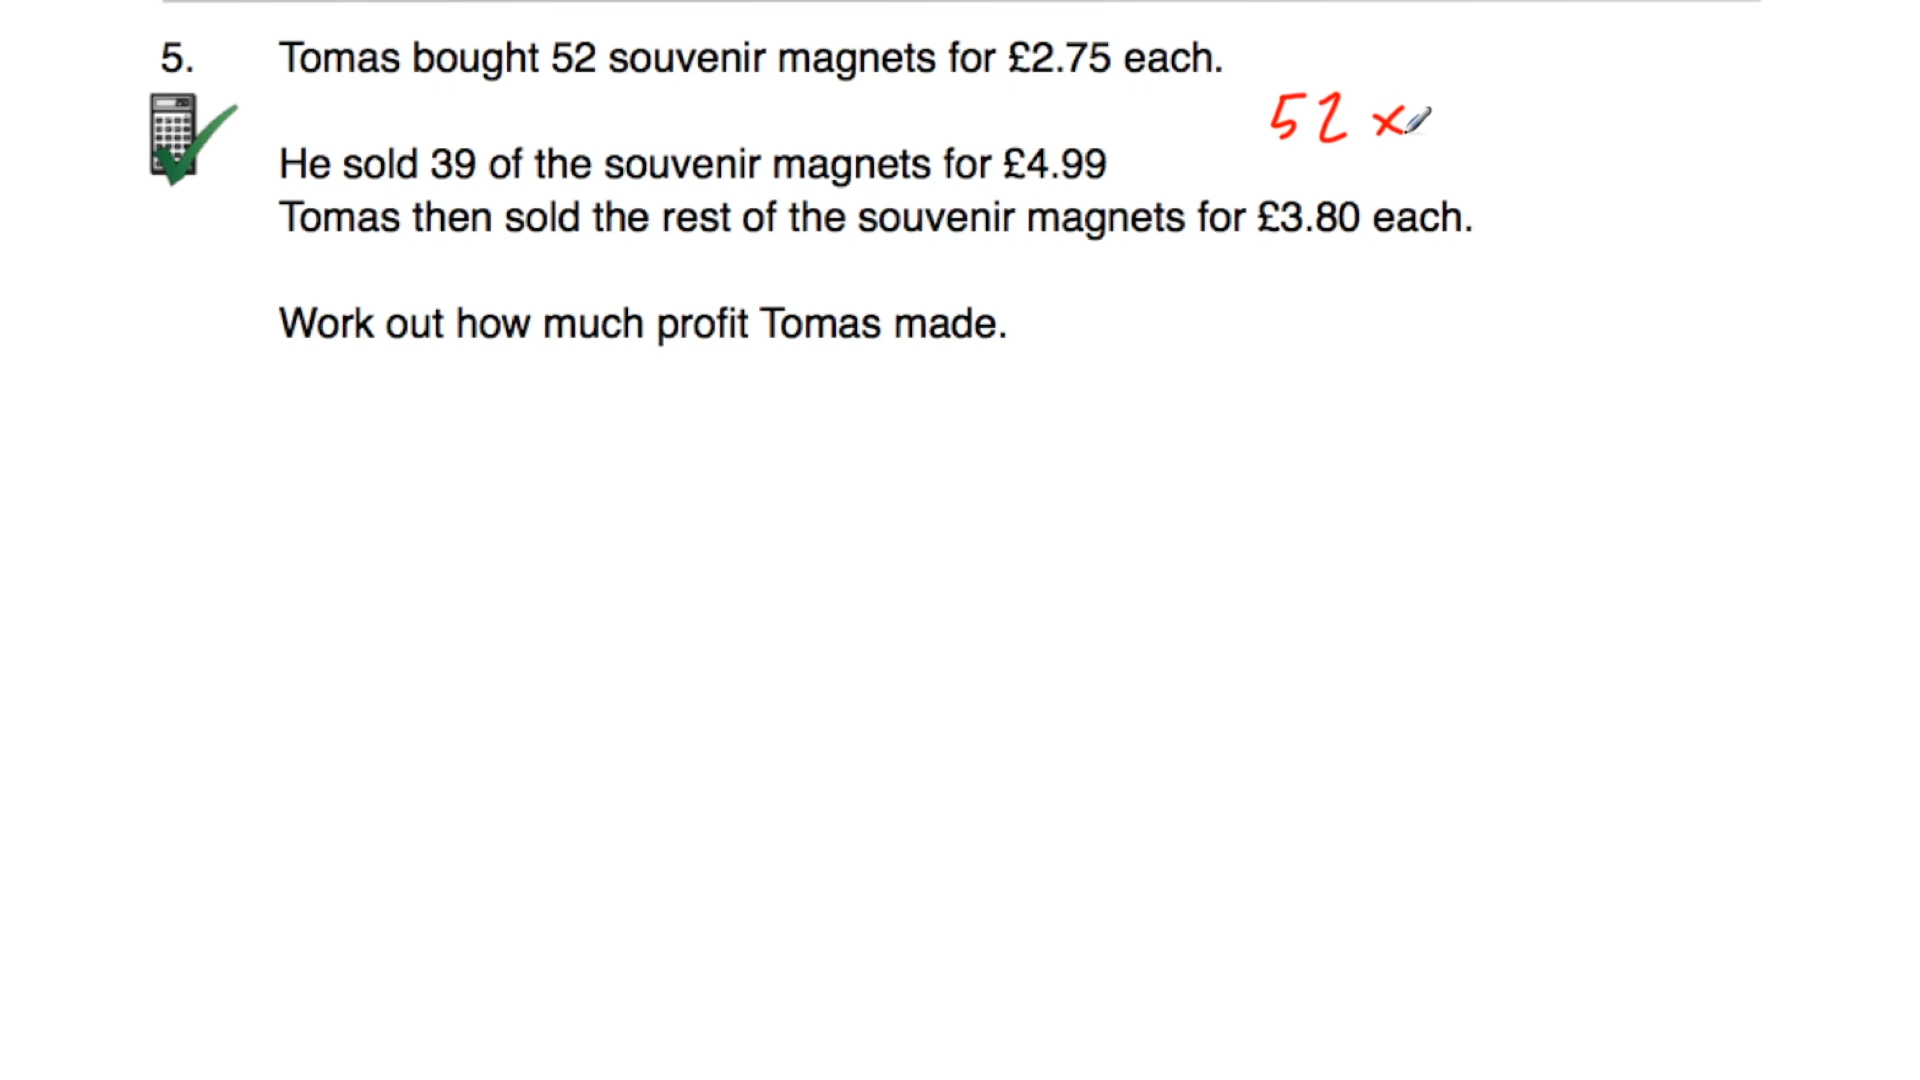 5. Tomas bought 52 souvenir magnets for £2.75 each.
52 ×
He sold 39 of the souvenir magnets for £4.99
Tomas then sold the rest of the souvenir magnets for £3.80 each.
Work out how much profit Tomas made.